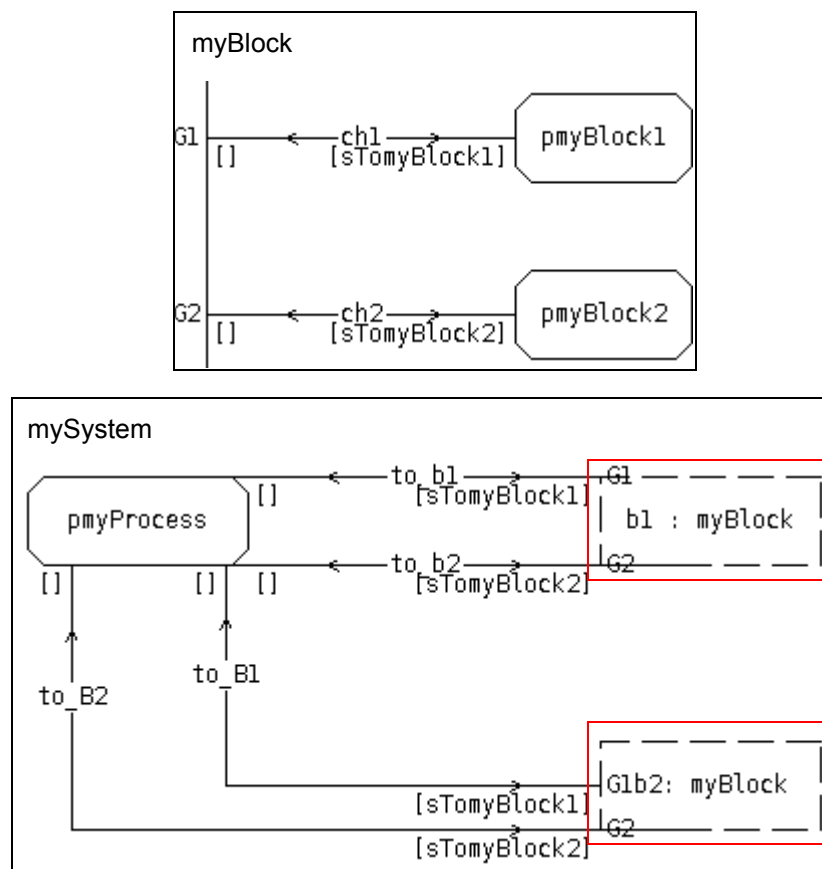 myBlock
G1
ch1
[]
[sTomyBlock1]
pmyBlock1
G2
ch2
[]
[sTomyBlock2]
pmyBlock2
mySystem
pmyProcess
[]
to_b1
[sTomyBlock1]
G1
b1 : myBlock
[]
[]
[]
to_b2
[sTomyBlock2]
G2
to_B2
to_B1
[sTomyBlock1]
G1b2: myBlock
[sTomyBlock2]
G2